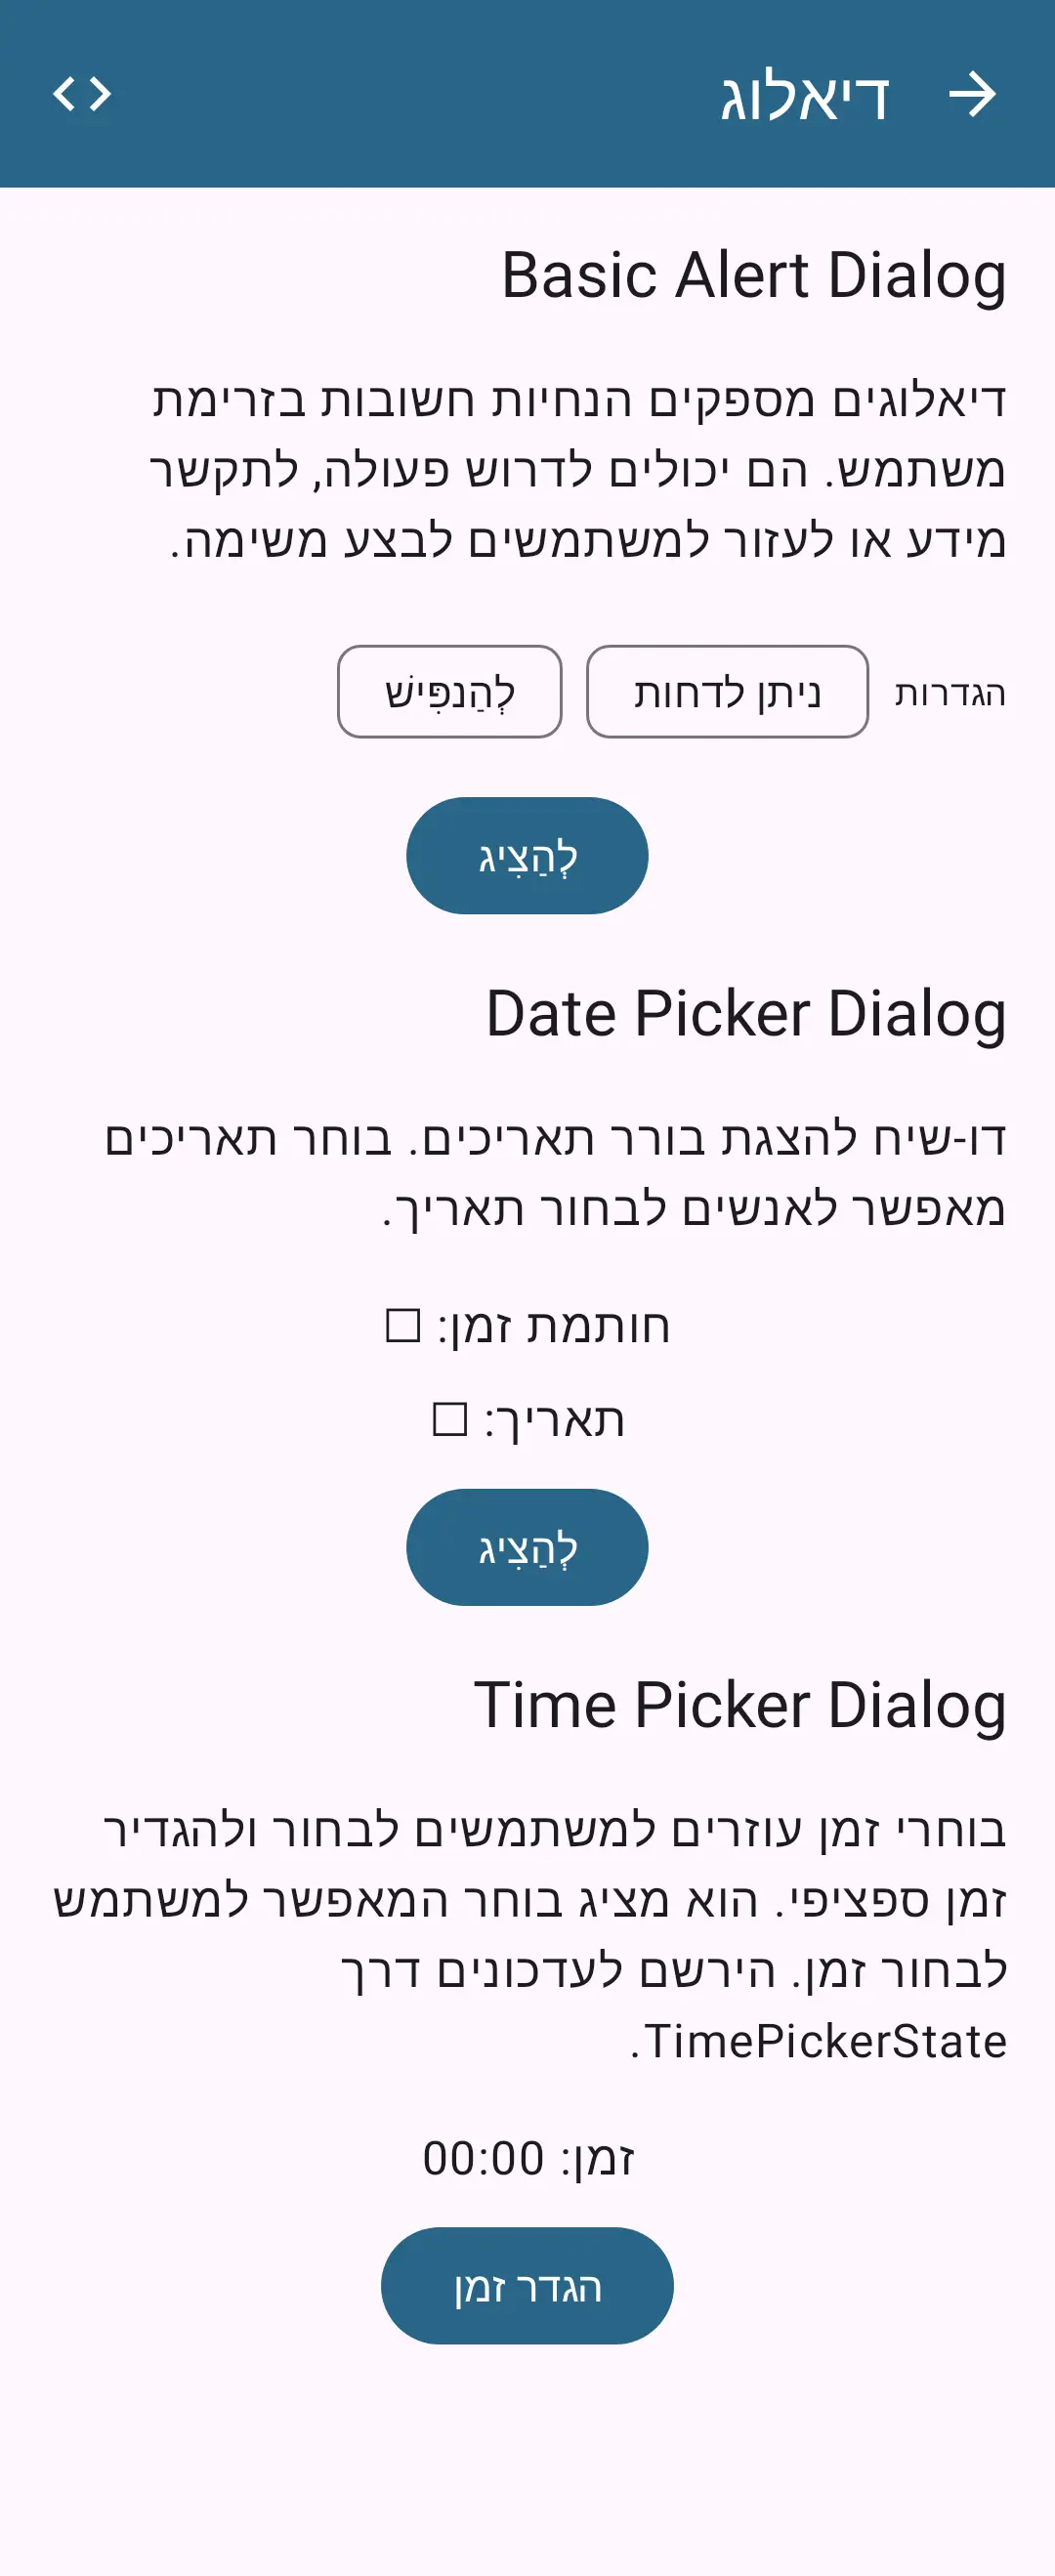 דיאלוג
Basic Alert Dialog
דיאלוגים מספקים הנחיות חשובות בזרימת
משתמש. הם יכולים לדרוש פעולה, לתקשר
מידע או לעזור למשתמשים לבצע משימה.
הגדרות ניתן לדחות לְהַנפִּישׁ
לְהַצִיג
Date Picker Dialog
דו-שיח להצגת בורר תאריכים. בוחר תאריכים
מאפשר לאנשים לבחור תאריך.
חותמת זמן: ☐
תאריך: ☐
לְהַצִיג
Time Picker Dialog
בוחרי זמן עוזרים למשתמשים לבחור ולהגדיר
זמן ספציפי. הוא מציג בוחר המאפשר למשתמש
לבחור זמן. הירשם לעדכונים דרך
TimePickerState.
זמן: 00:00
הגדר זמן